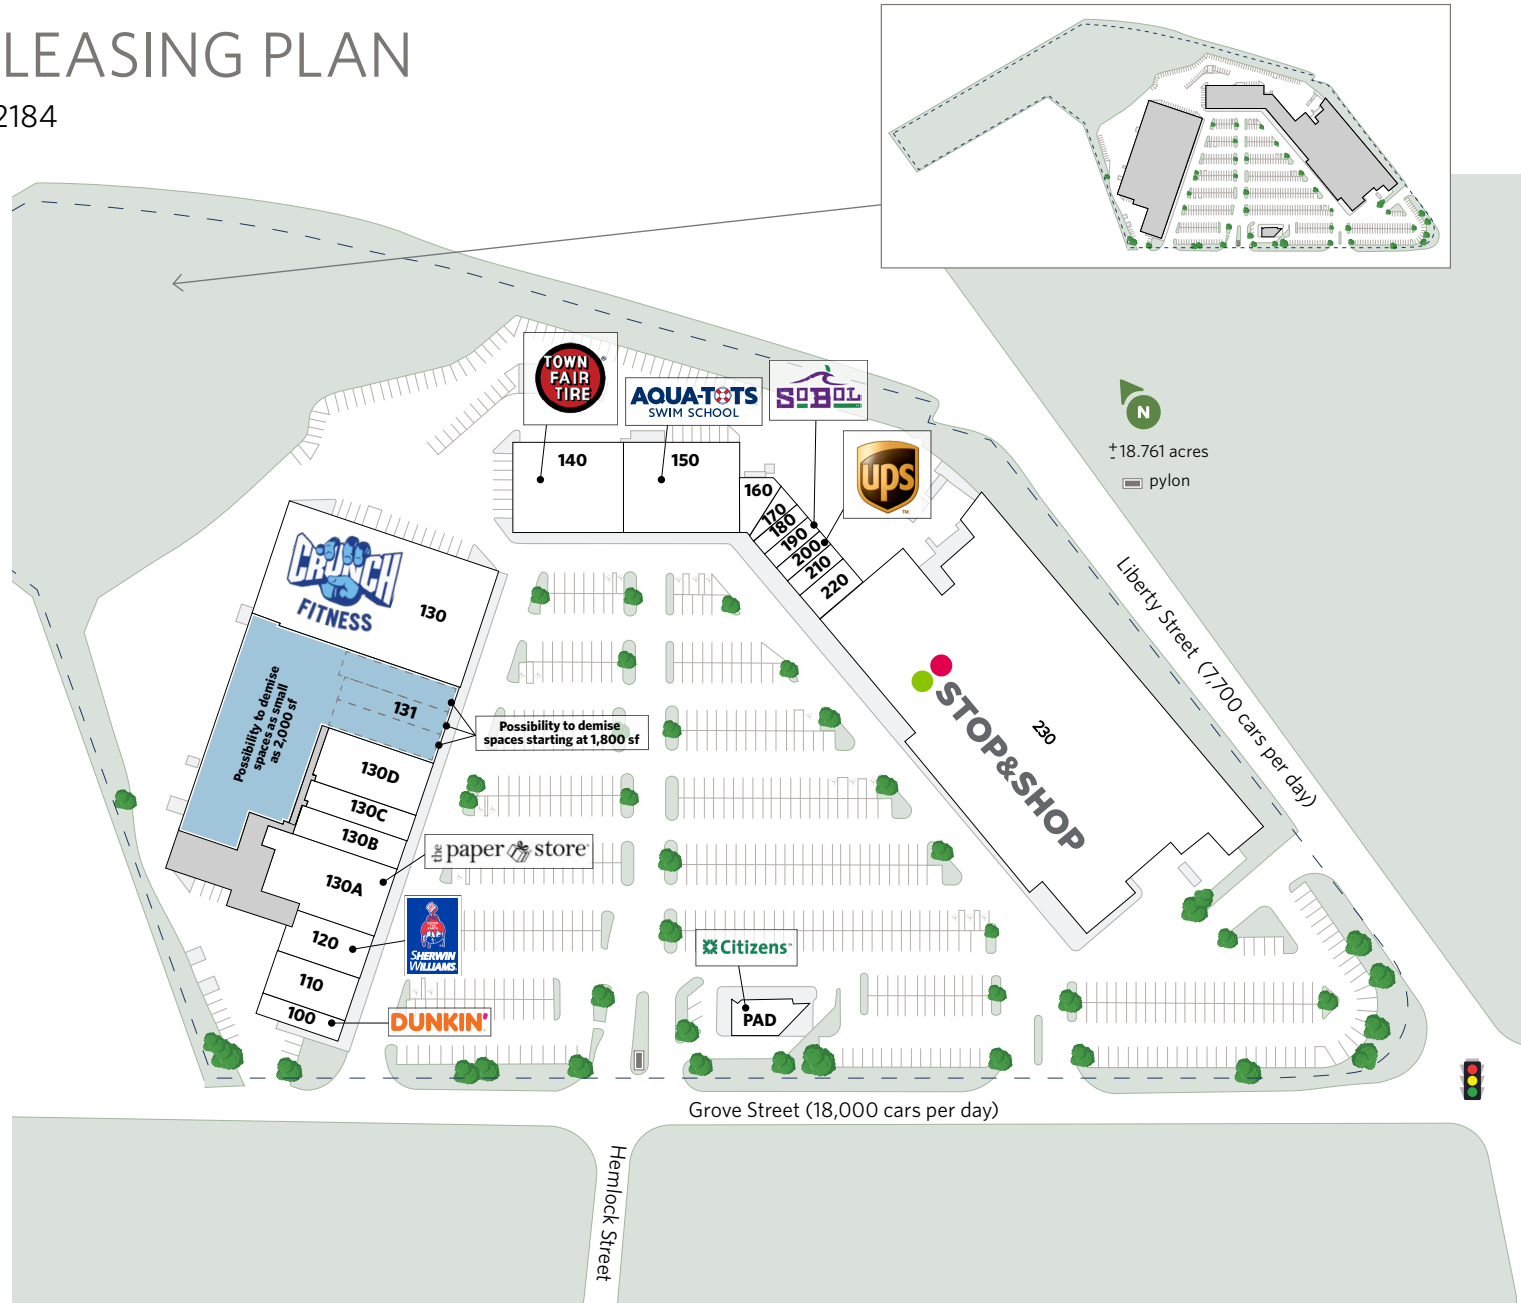 LEASING PLAN
2184
TOWN
FAIR
TIRE
®
AQUA-TOTS
SWIM SCHOOL
SOBOL
ups
TM
N
+18.761 acres
-
pylon
140
150
160
170
180
190
200
210
220
CRUNCH
FITNESS
130
Possibility to demise
spaces as small
as 2,000 sf
131
Possibility to demise
spaces starting at 1,800 sf
130D
130C
130B
130A
the paper store
120
SHERWIN
WILLIAMS
110
100
DUNKIN'
STOP&SHOP
230
Citizens
PAD
Liberty Street (7,700 cars per day)
Grove Street (18,000 cars per day)
Hemlock Street